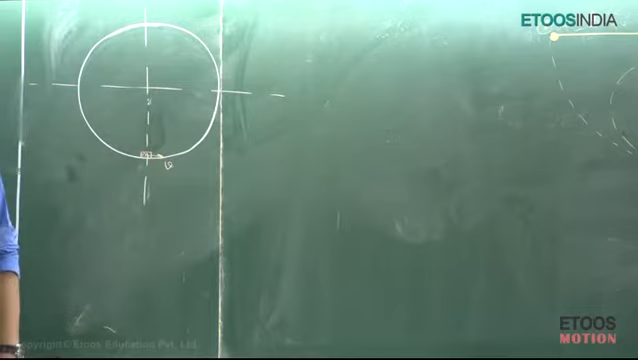 ETOOSINDIA
Copyright © Etoos Education Pvt. Ltd.
ETOOS
MOTION